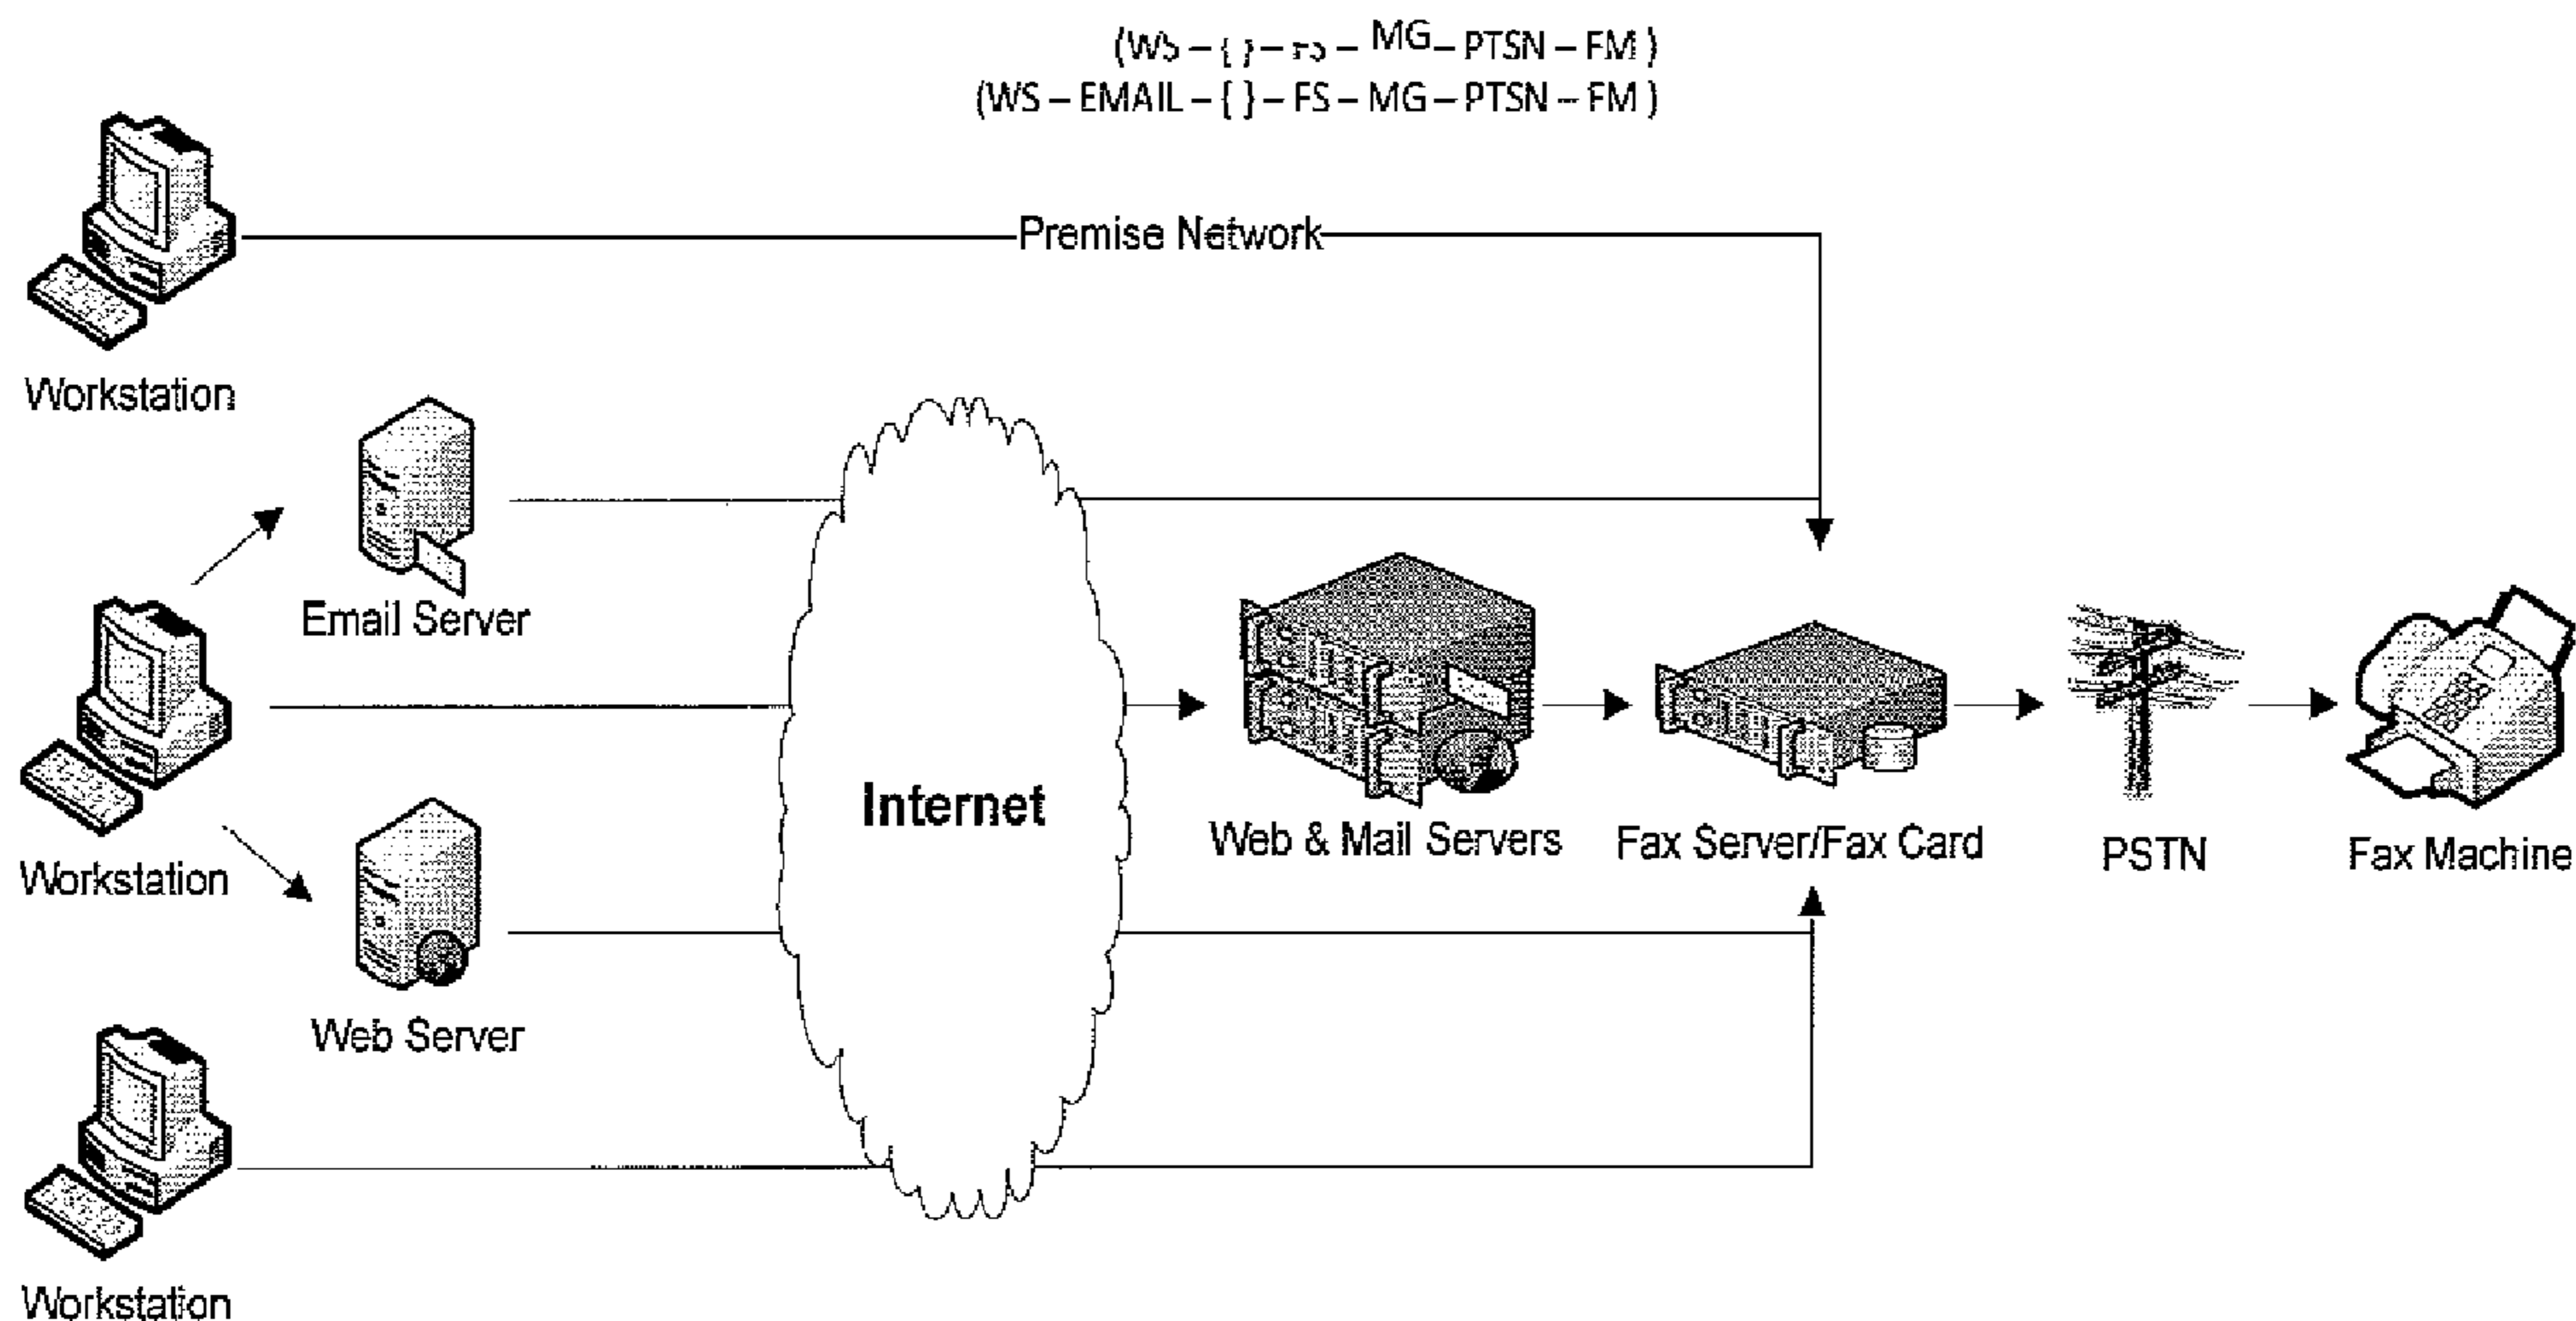 (WS – { } – – MG – PTSN – FM )
(WS – EMAIL – { } – FS – MG – PTSN – FM )
Premise Network
Workstation
Email Server
Workstation
Internet
Web & Mail Servers
Fax Server/Fax Card
PSTN
Fax Machine
Web Server
Workstation